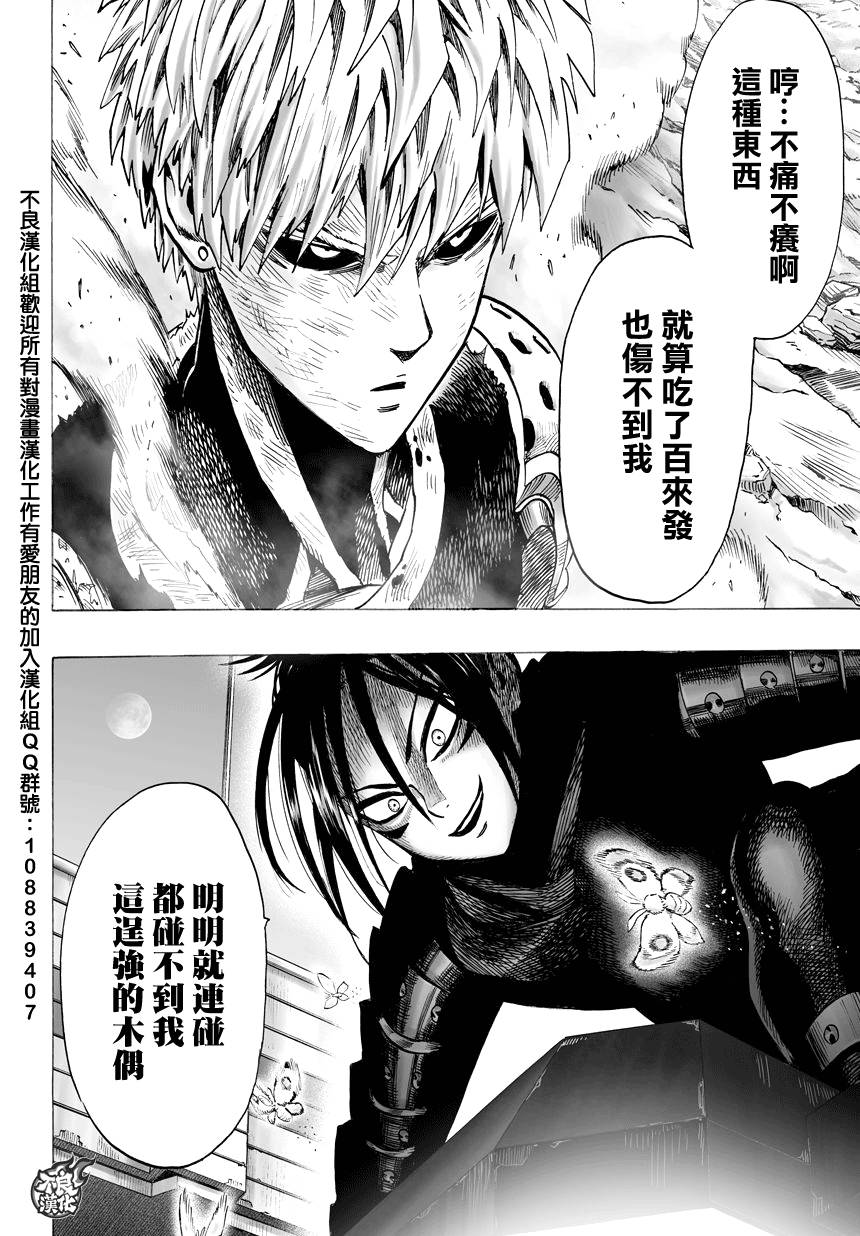 哼…不痛不癢啊
這種東西
就算吃了百來發
也傷不到我
明明就連碰
都碰不到我
這逞強的木偶
不良漢化組歡迎所有對漫畫漢化工作有愛朋友的加入漢化組QQ群號：108839407
不良
漢化